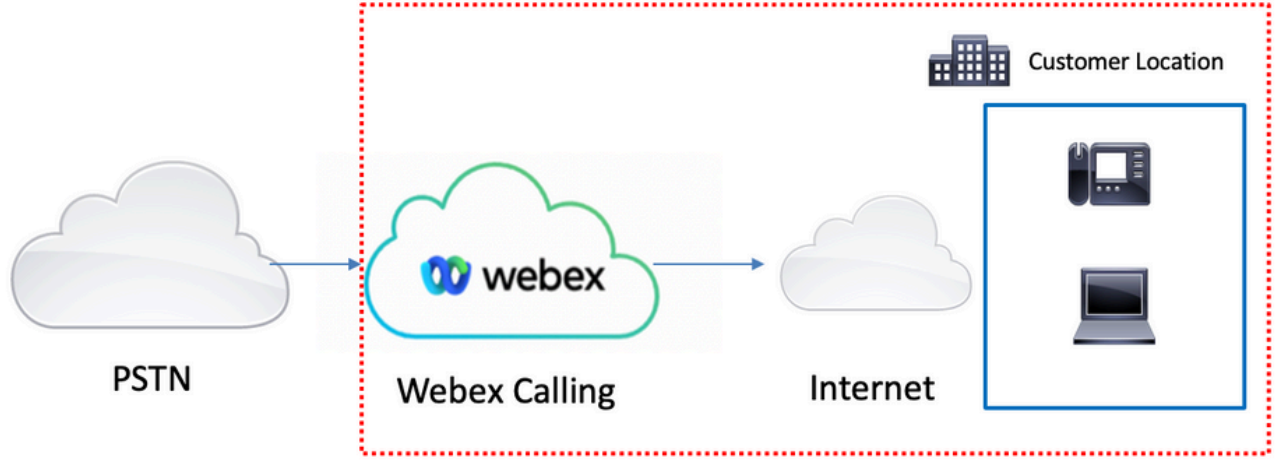 Customer Location
webex
PSTN
Webex Calling
Internet